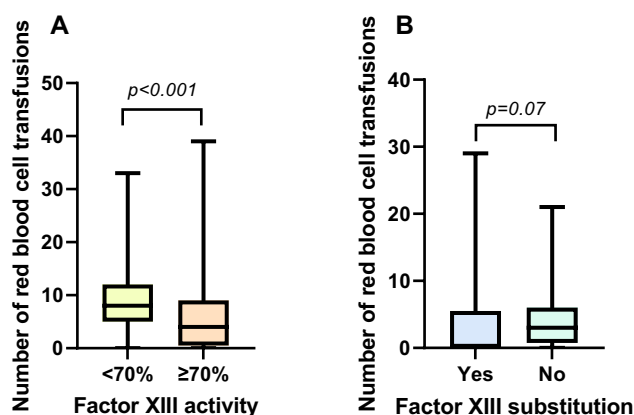 A
Number of red blood cell transfusions
50
40
30
20
10
0
p<0.001
<70%
≥70%
Factor XIII activity
B
Number of red blood cell transfusions
40
30
20
10
0
p=0.07
Yes
No
Factor XIII substitution